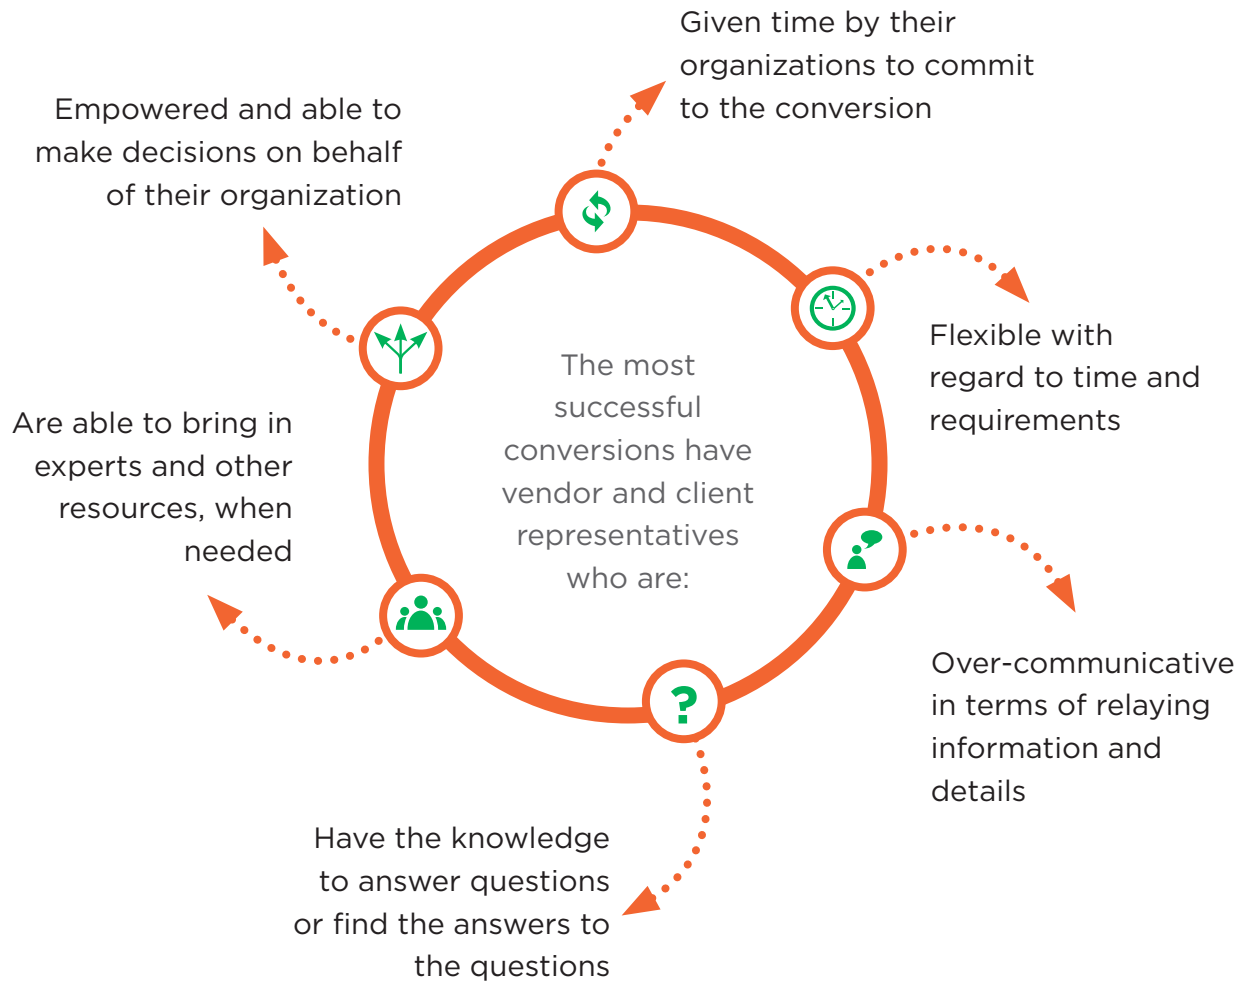 Given time by their
organizations to commit
to the conversion
Empowered and able to
make decisions on behalf
of their organization
Flexible with
regard to time and
requirements
The most
successful
conversions have
vendor and client
representatives
who are:
Are able to bring in
experts and other
resources, when
needed
Over-communicative
in terms of relaying
information and
details
Have the knowledge
to answer questions
or find the answers to
the questions
?